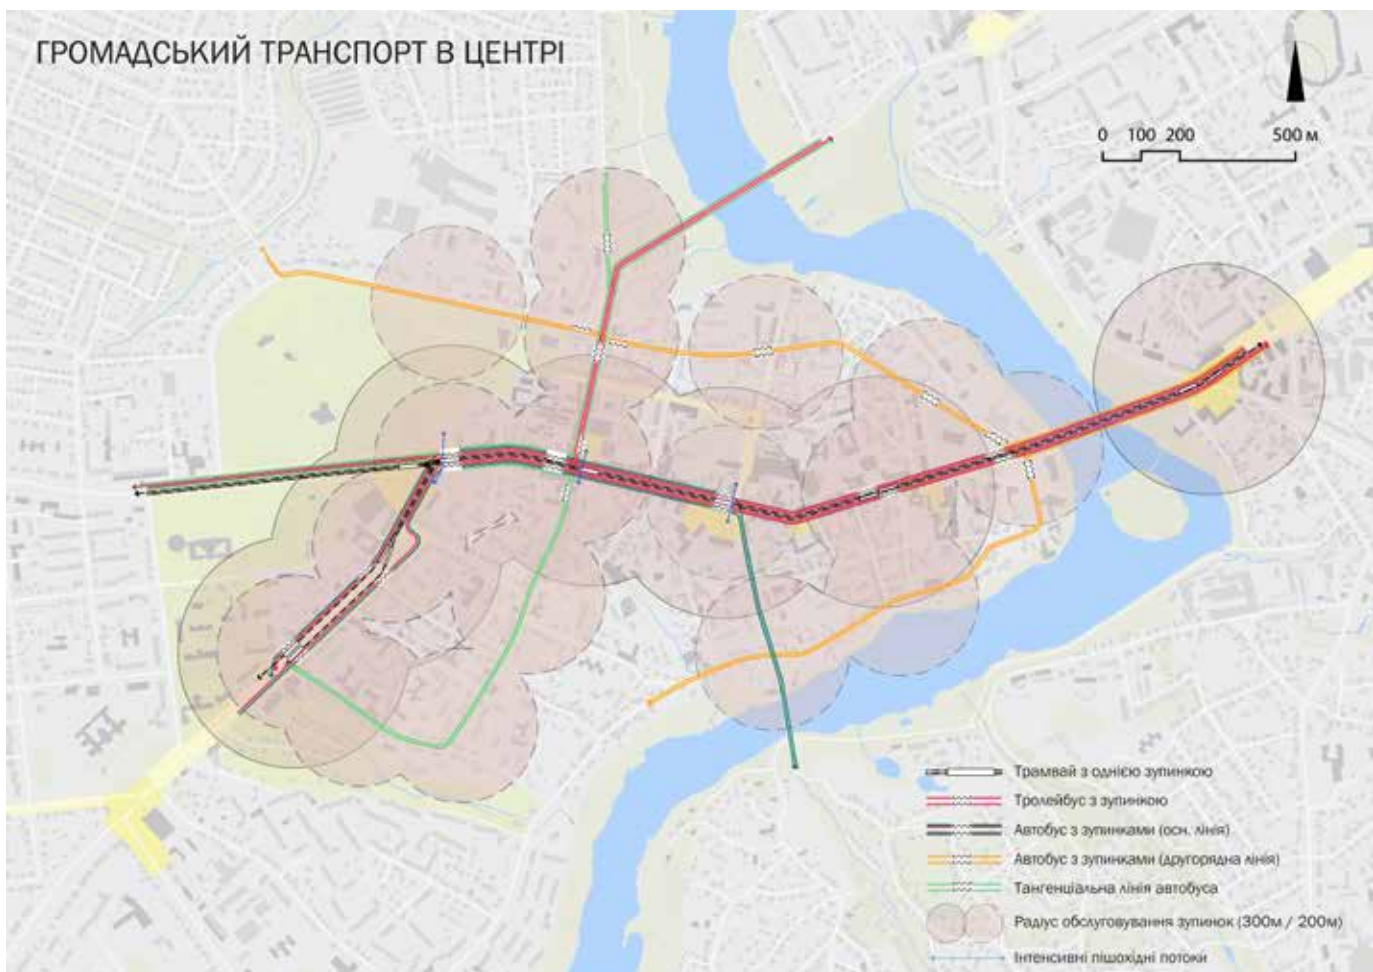 ГРОМАДСЬКИЙ ТРАНСПОРТ В ЦЕНТРІ
0 100 200 500 м
Трамвай з однією зупинкою
Тролейбус з зупинкою
Автобус з зупинками (осн. лінія)
Автобус з зупинками (другорядна лінія)
Тангенціальна лінія автобуса
Радіус обслуговування зупинок (300м / 200м)
Інтенсивні пішохідні потоки